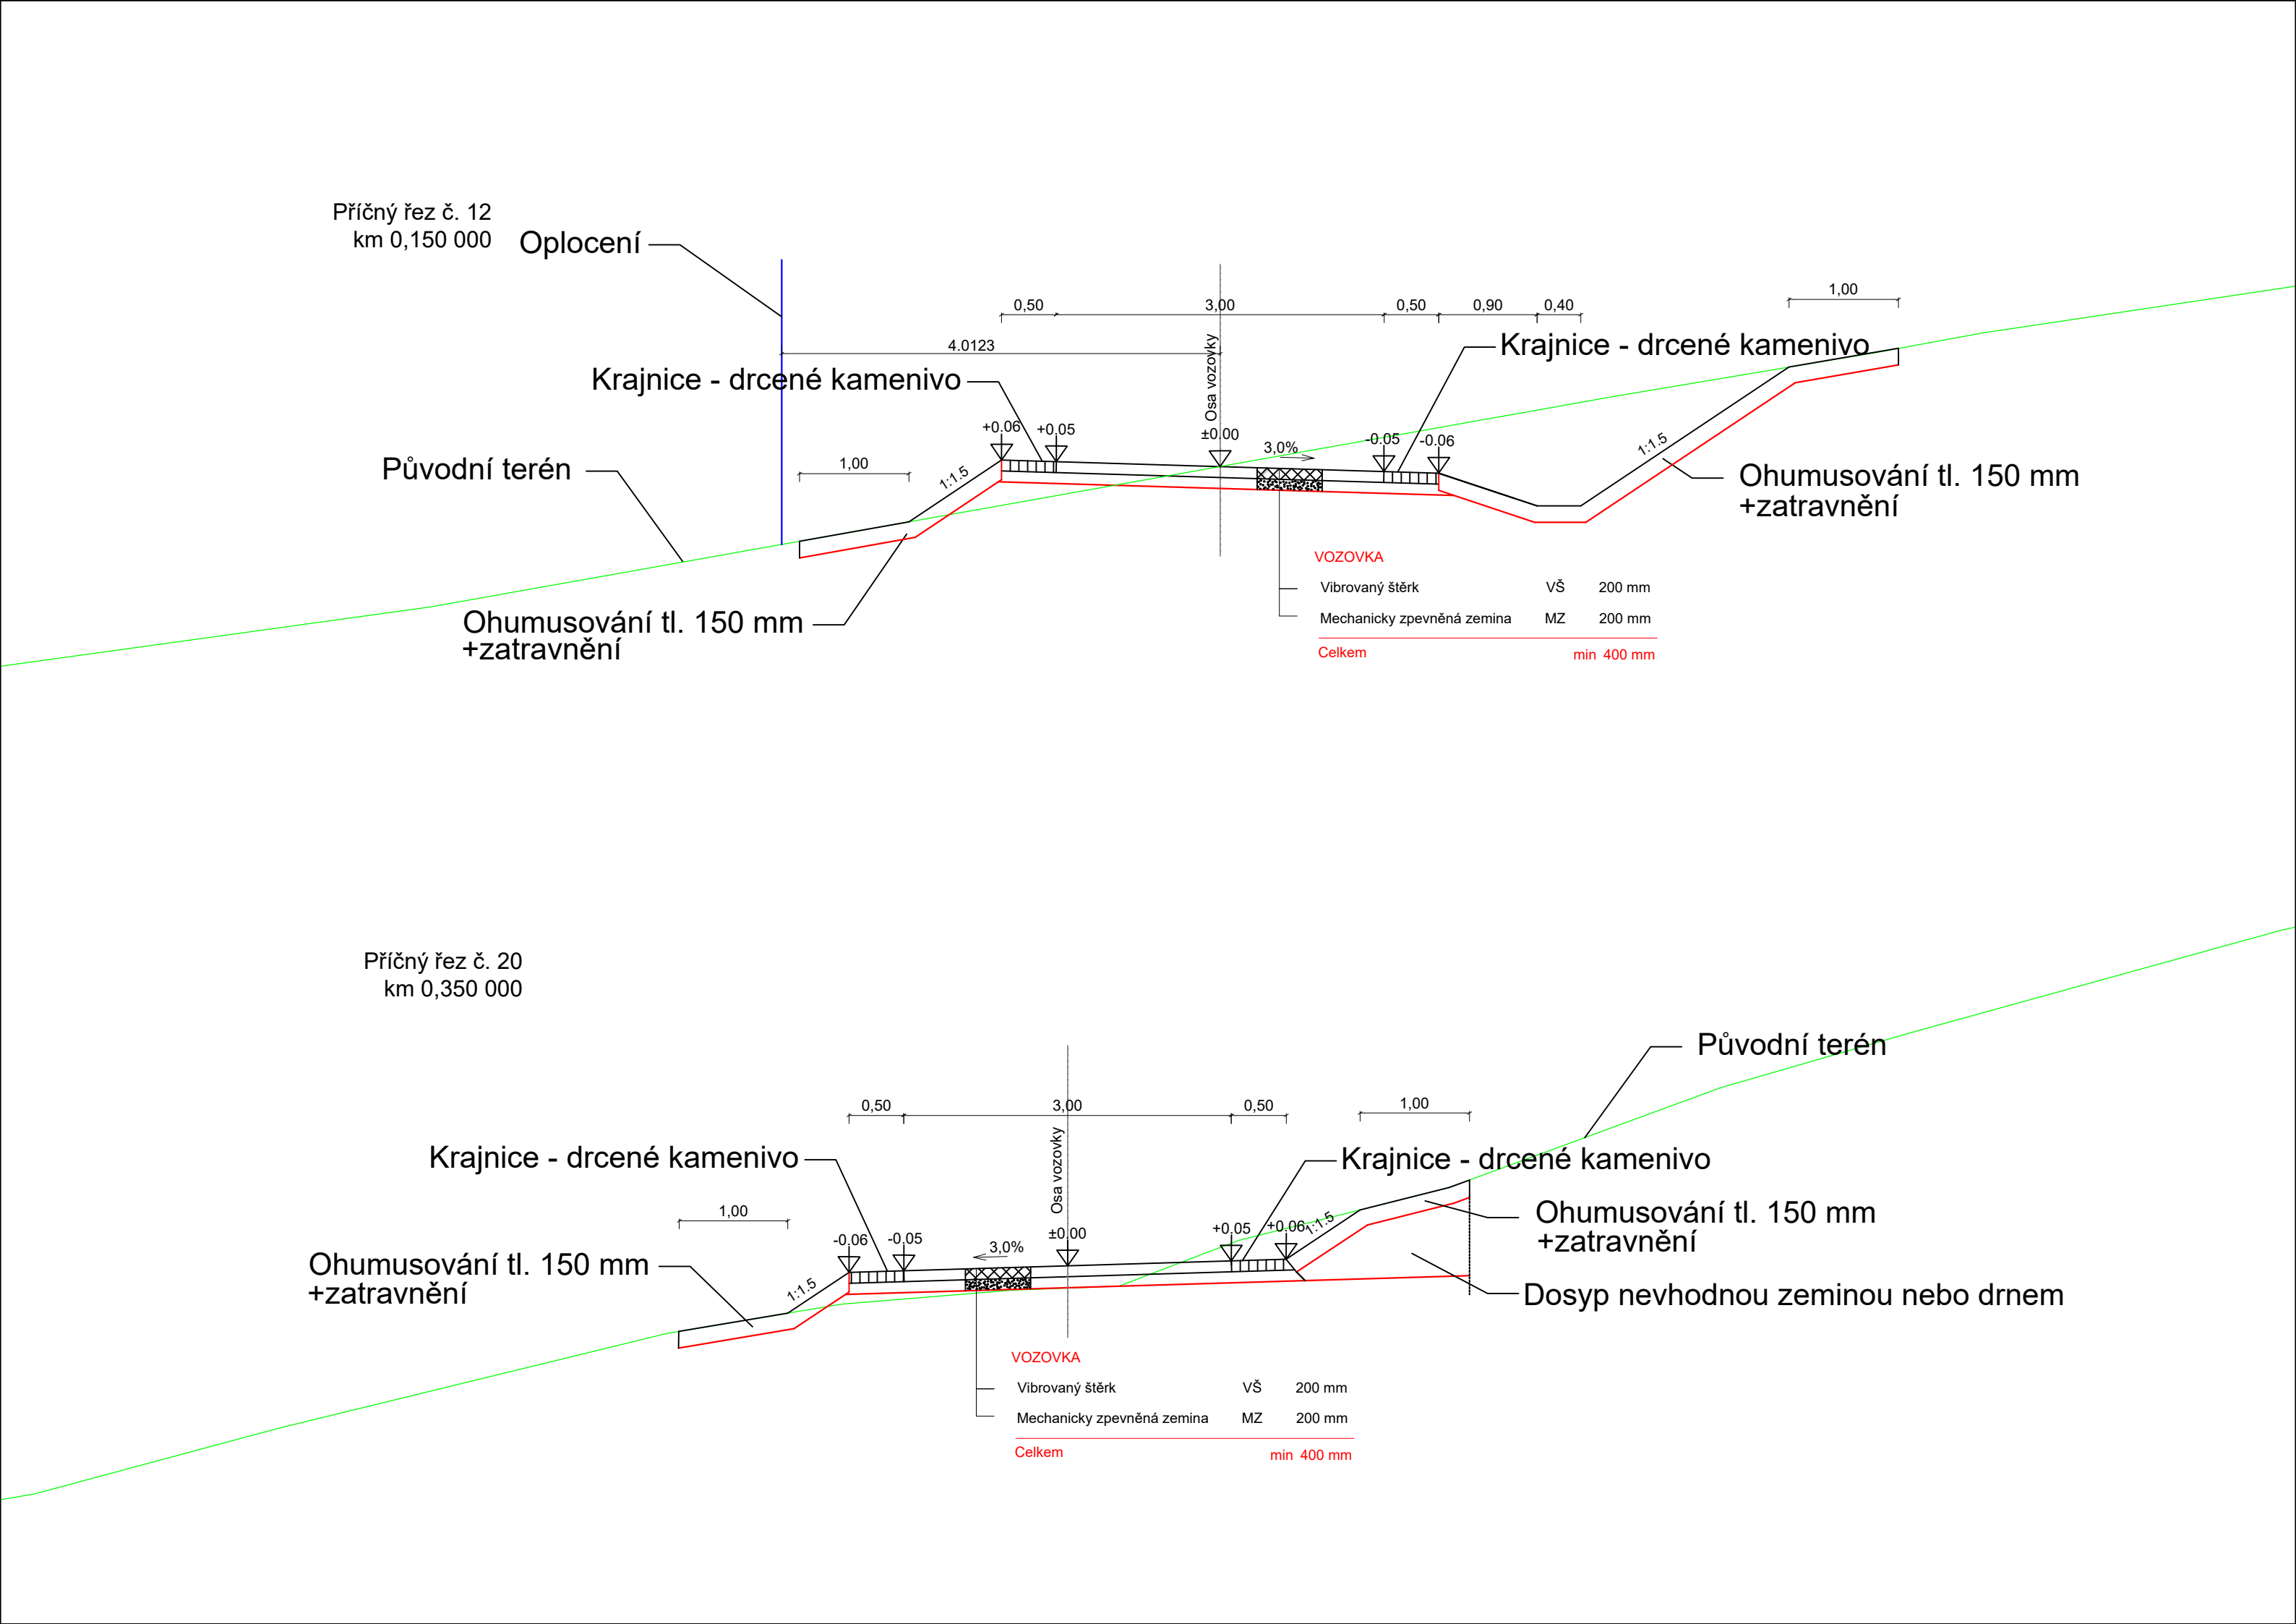 Příčný řez č. 12
km 0,150 000
Oplocení
1,00
0,50
3,00
0,50
0,90
0,40
4.0123
Osa vozovky
Krajnice - drcené kamenivo
Krajnice - drcené kamenivo
+0.06
+0.05
±0.00
3,0%
-0.05
-0.06
1:1.5
1:1.5
Původní terén
1,00
Ohumusování tl. 150 mm
+zatravnění
VOZOVKA
Vibrovaný štěrk VŠ 200 mm
Mechanicky zpevněná zemina MZ 200 mm
Celkem min 400 mm
Ohumusování tl. 150 mm
+zatravnění
Příčný řez č. 20
km 0,350 000
Původní terén
0,50
3,00
0,50
1,00
Osa vozovky
Krajnice - drcené kamenivo
Krajnice - drcené kamenivo
1,00
-0.06
-0.05
3,0%
±0.00
+0.05
+0.06
1:1.5
1:1.5
Ohumusování tl. 150 mm
+zatravnění
Ohumusování tl. 150 mm
+zatravnění
Dosyp nevhodnou zeminou nebo drnem
VOZOVKA
Vibrovaný štěrk VŠ 200 mm
Mechanicky zpevněná zemina MZ 200 mm
Celkem min 400 mm